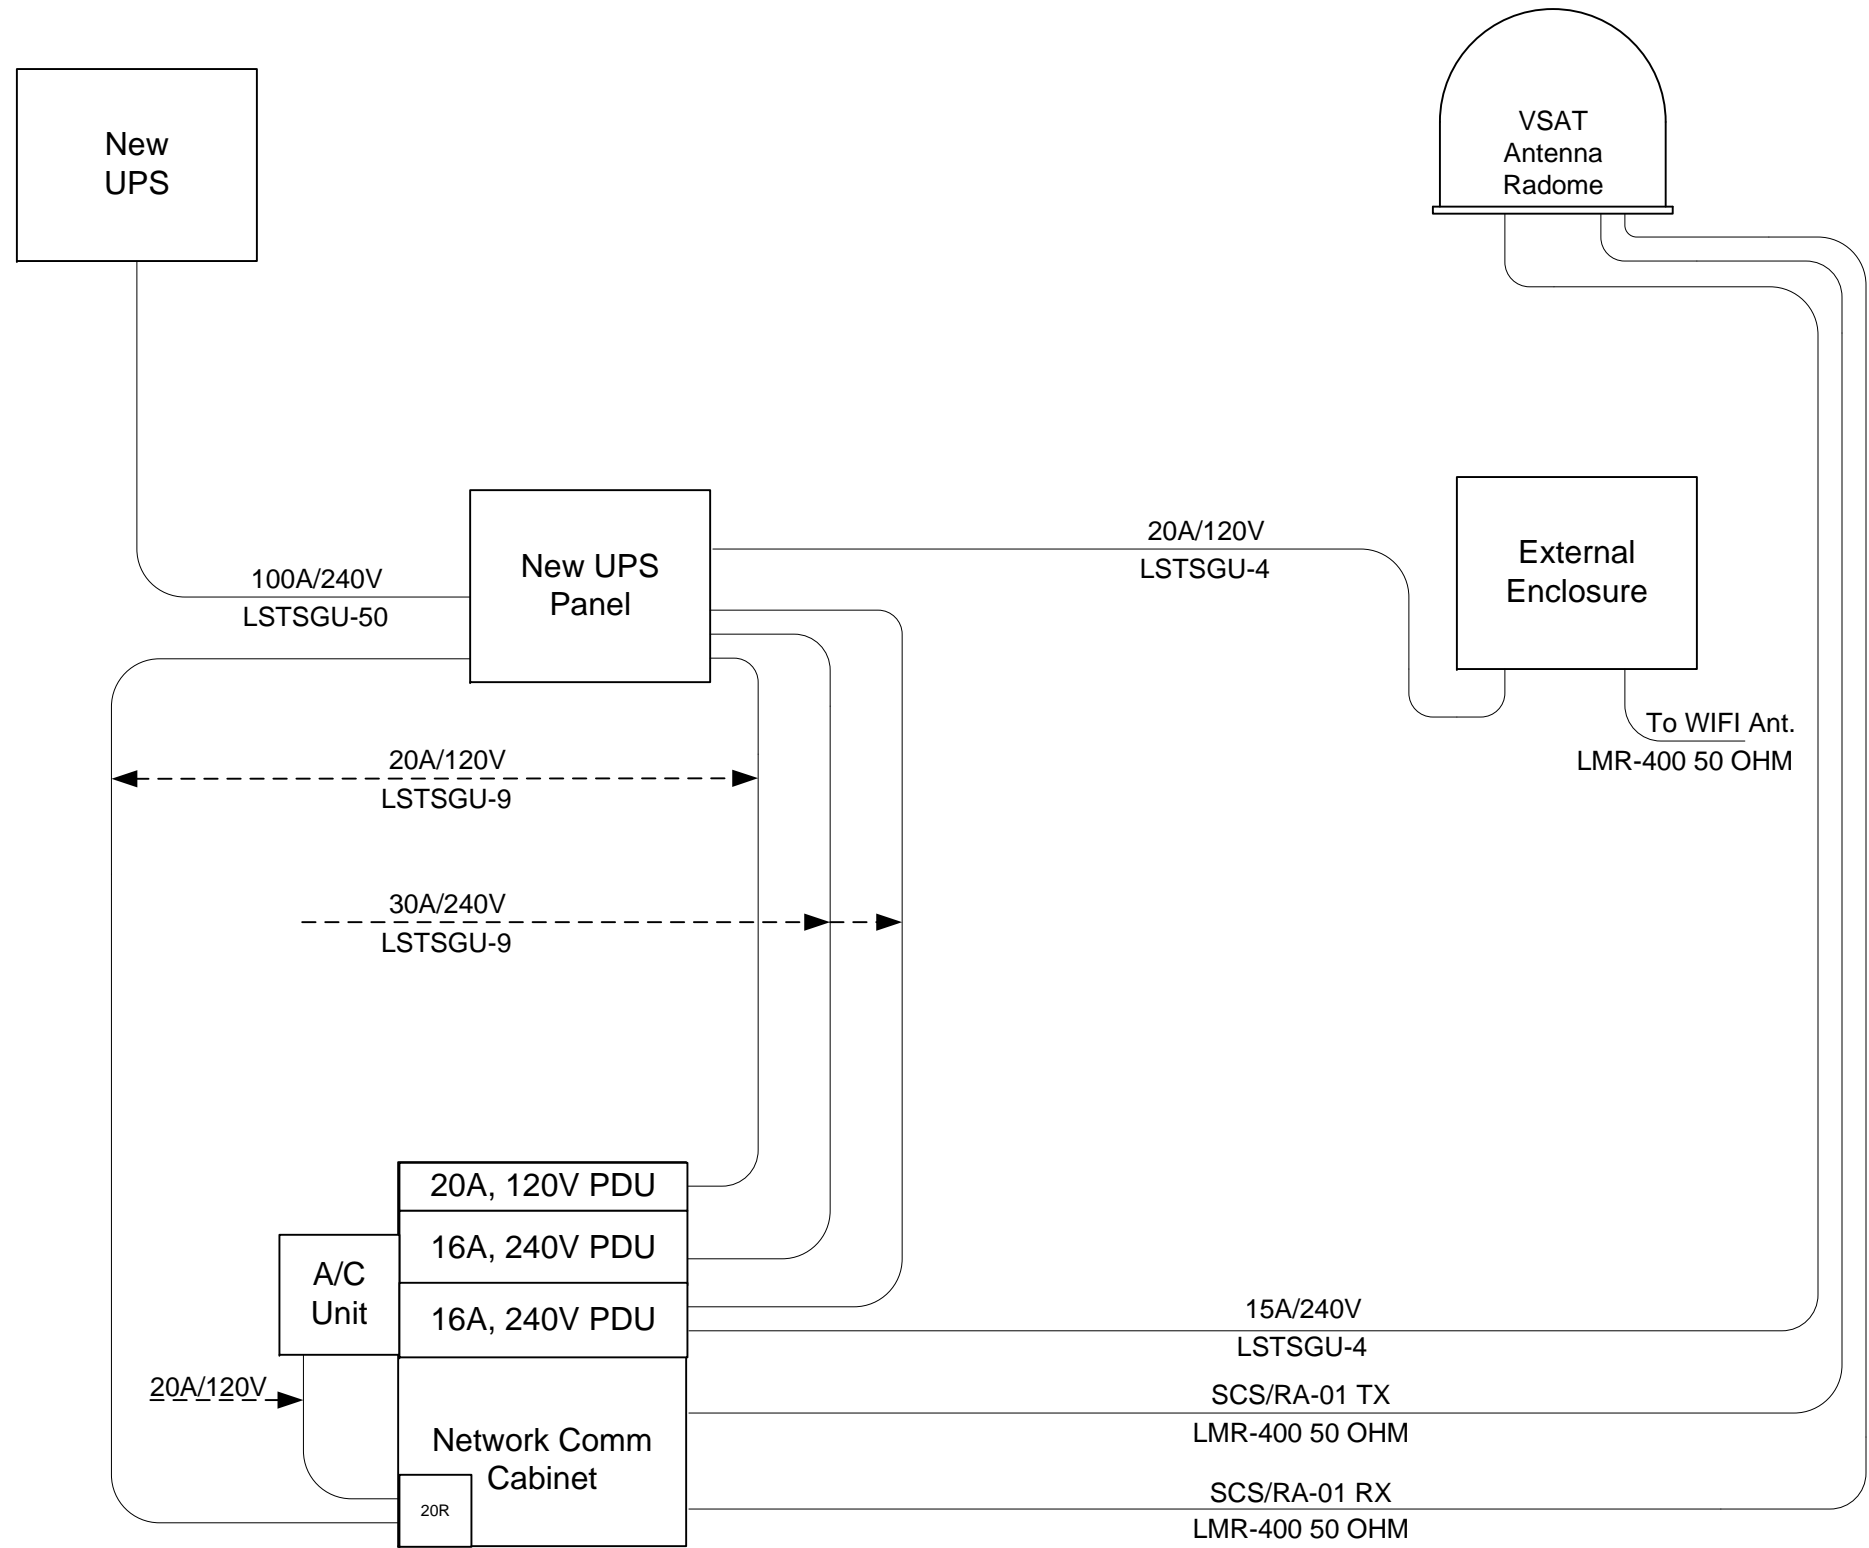 New
UPS
VSAT
Antenna
Radome
100A/240V
LSTSGU-50
New UPS
Panel
20A/120V
LSTSGU-4
External
Enclosure
To WIFI Ant.
LMR-400 50 OHM
20A/120V
LSTSGU-9
30A/240V
LSTSGU-9
20A, 120V PDU
16A, 240V PDU
16A, 240V PDU
A/C
Unit
20A/120V
Network Comm
Cabinet
20R
15A/240V
LSTSGU-4
SCS/RA-01 TX
LMR-400 50 OHM
SCS/RA-01 RX
LMR-400 50 OHM